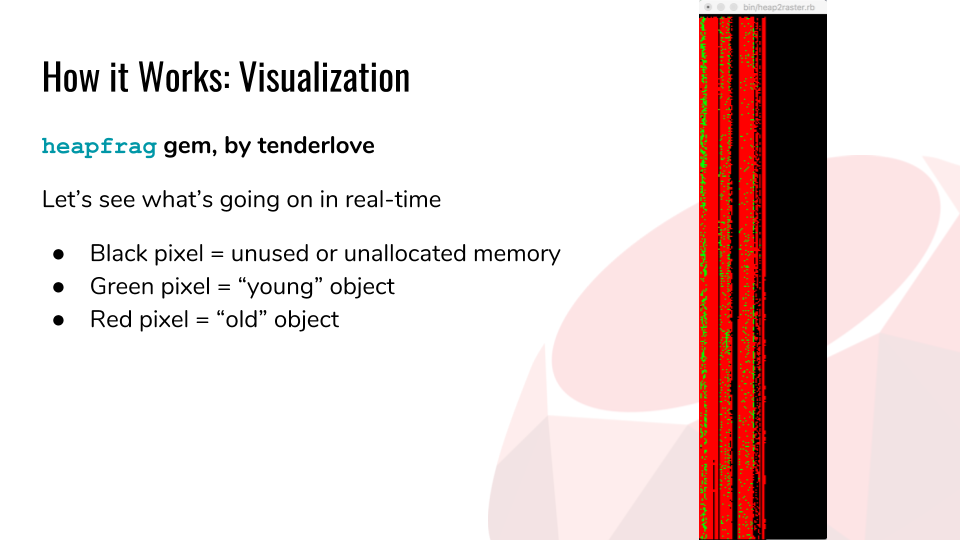 bin/heap2raster.rb
How it Works: Visualization
heapfrag gem, by tenderlove
Let’s see what’s going on in real-time
● Black pixel = unused or unallocated memory
● Green pixel = “young” object
● Red pixel = “old” object